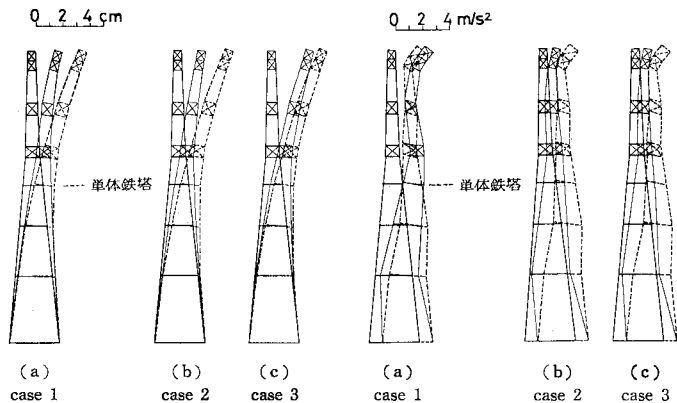 0 2 4 cm
0 2 4 m/s²
単体鉄塔
単体鉄塔
(a) (b) (c) (a) (b) (c)
case 1 case 2 case 3 case 1 case 2 case 3